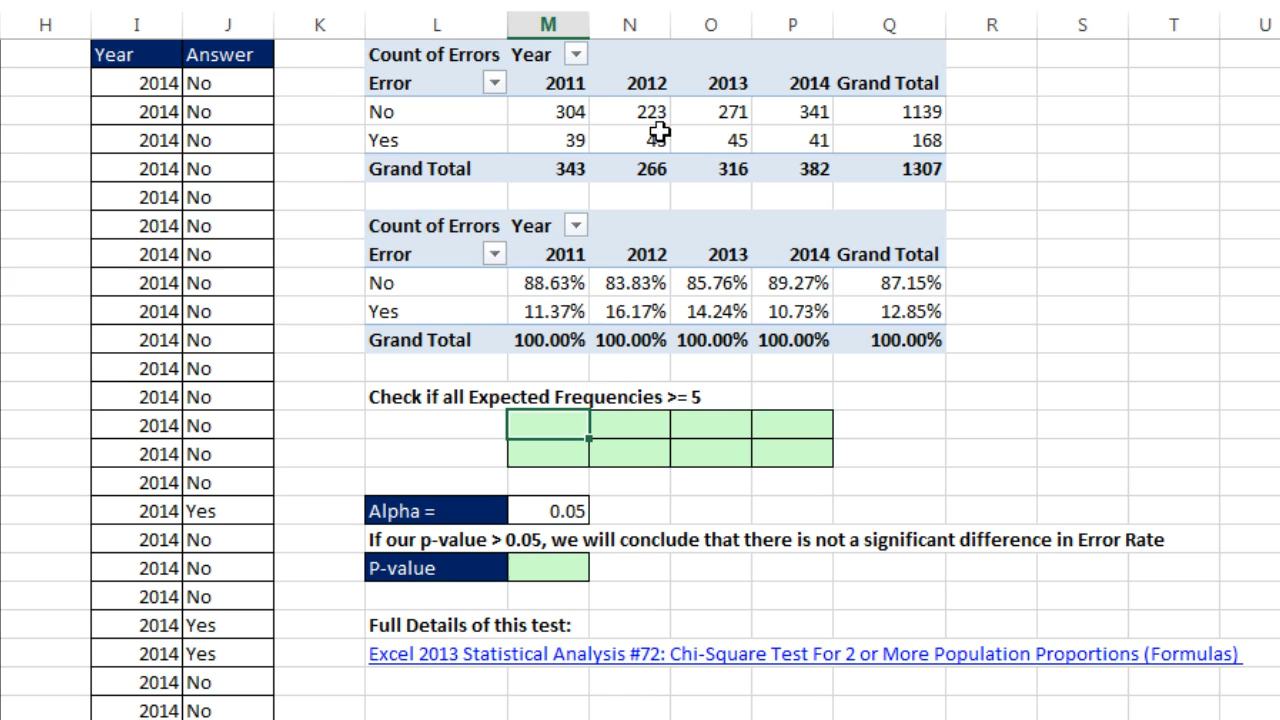 H I J K L M N O P Q R S T U
Year Answer Count of Errors Year
2014 No Error 2011 2012 2013 2014 Grand Total
2014 No No 304 223 271 341 1139
2014 No Yes 39 45 41 168
2014 No Grand Total 343 266 316 382 1307
2014 No
2014 No Count of Errors Year
2014 No Error 2011 2012 2013 2014 Grand Total
2014 No No 88.63% 83.83% 85.76% 89.27% 87.15%
2014 No Yes 11.37% 16.17% 14.24% 10.73% 12.85%
2014 No Grand Total 100.00% 100.00% 100.00% 100.00% 100.00%
2014 No
2014 No Check if all Expected Frequencies >= 5
2014 No
2014 No
2014 No
2014 Yes Alpha = 0.05
2014 No If our p-value > 0.05, we will conclude that there is not a significant difference in Error Rate
2014 No P-value
2014 No
2014 Yes Full Details of this test:
2014 Yes Excel 2013 Statistical Analysis #72: Chi-Square Test For 2 or More Population Proportions (Formulas)
2014 No
2014 No